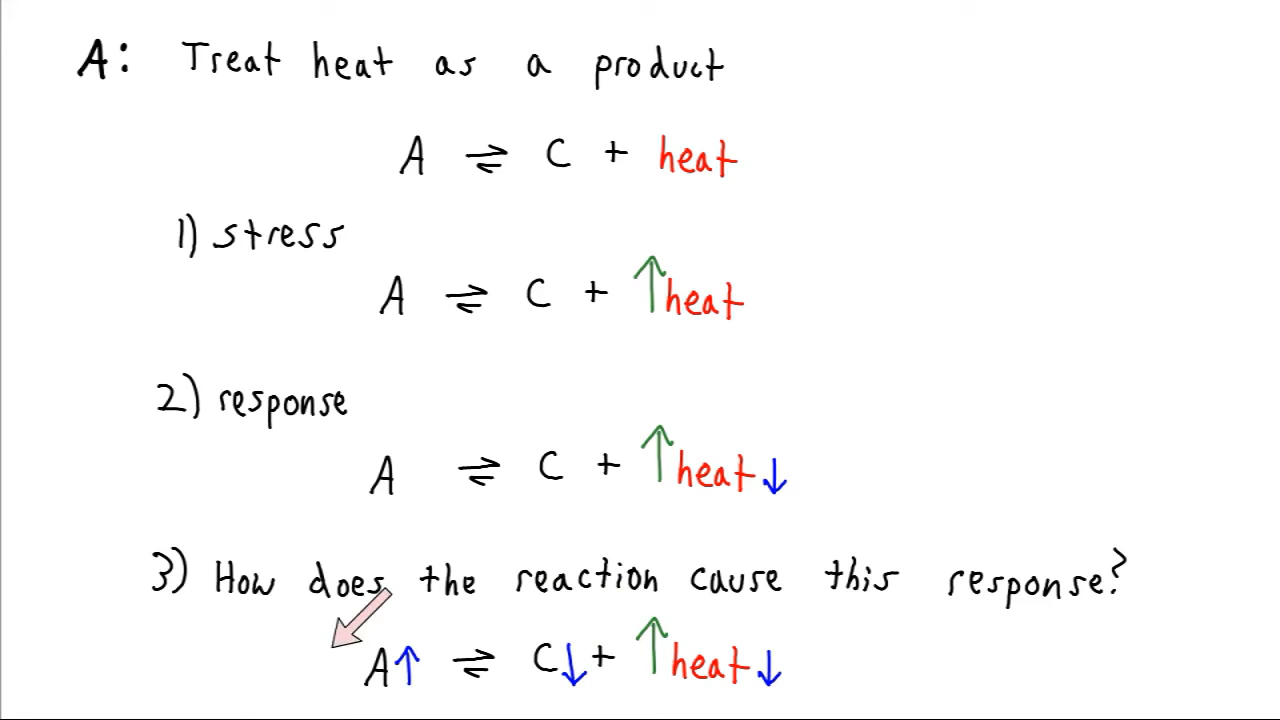 A: Treat heat as a product
A ⇌ C + heat
1) stress
A ⇌ C + ↑heat
2) response
A ⇌ C + ↑heat↓
3) How does the reaction cause this response?
A↑ ⇌ C↓ + ↑heat↓